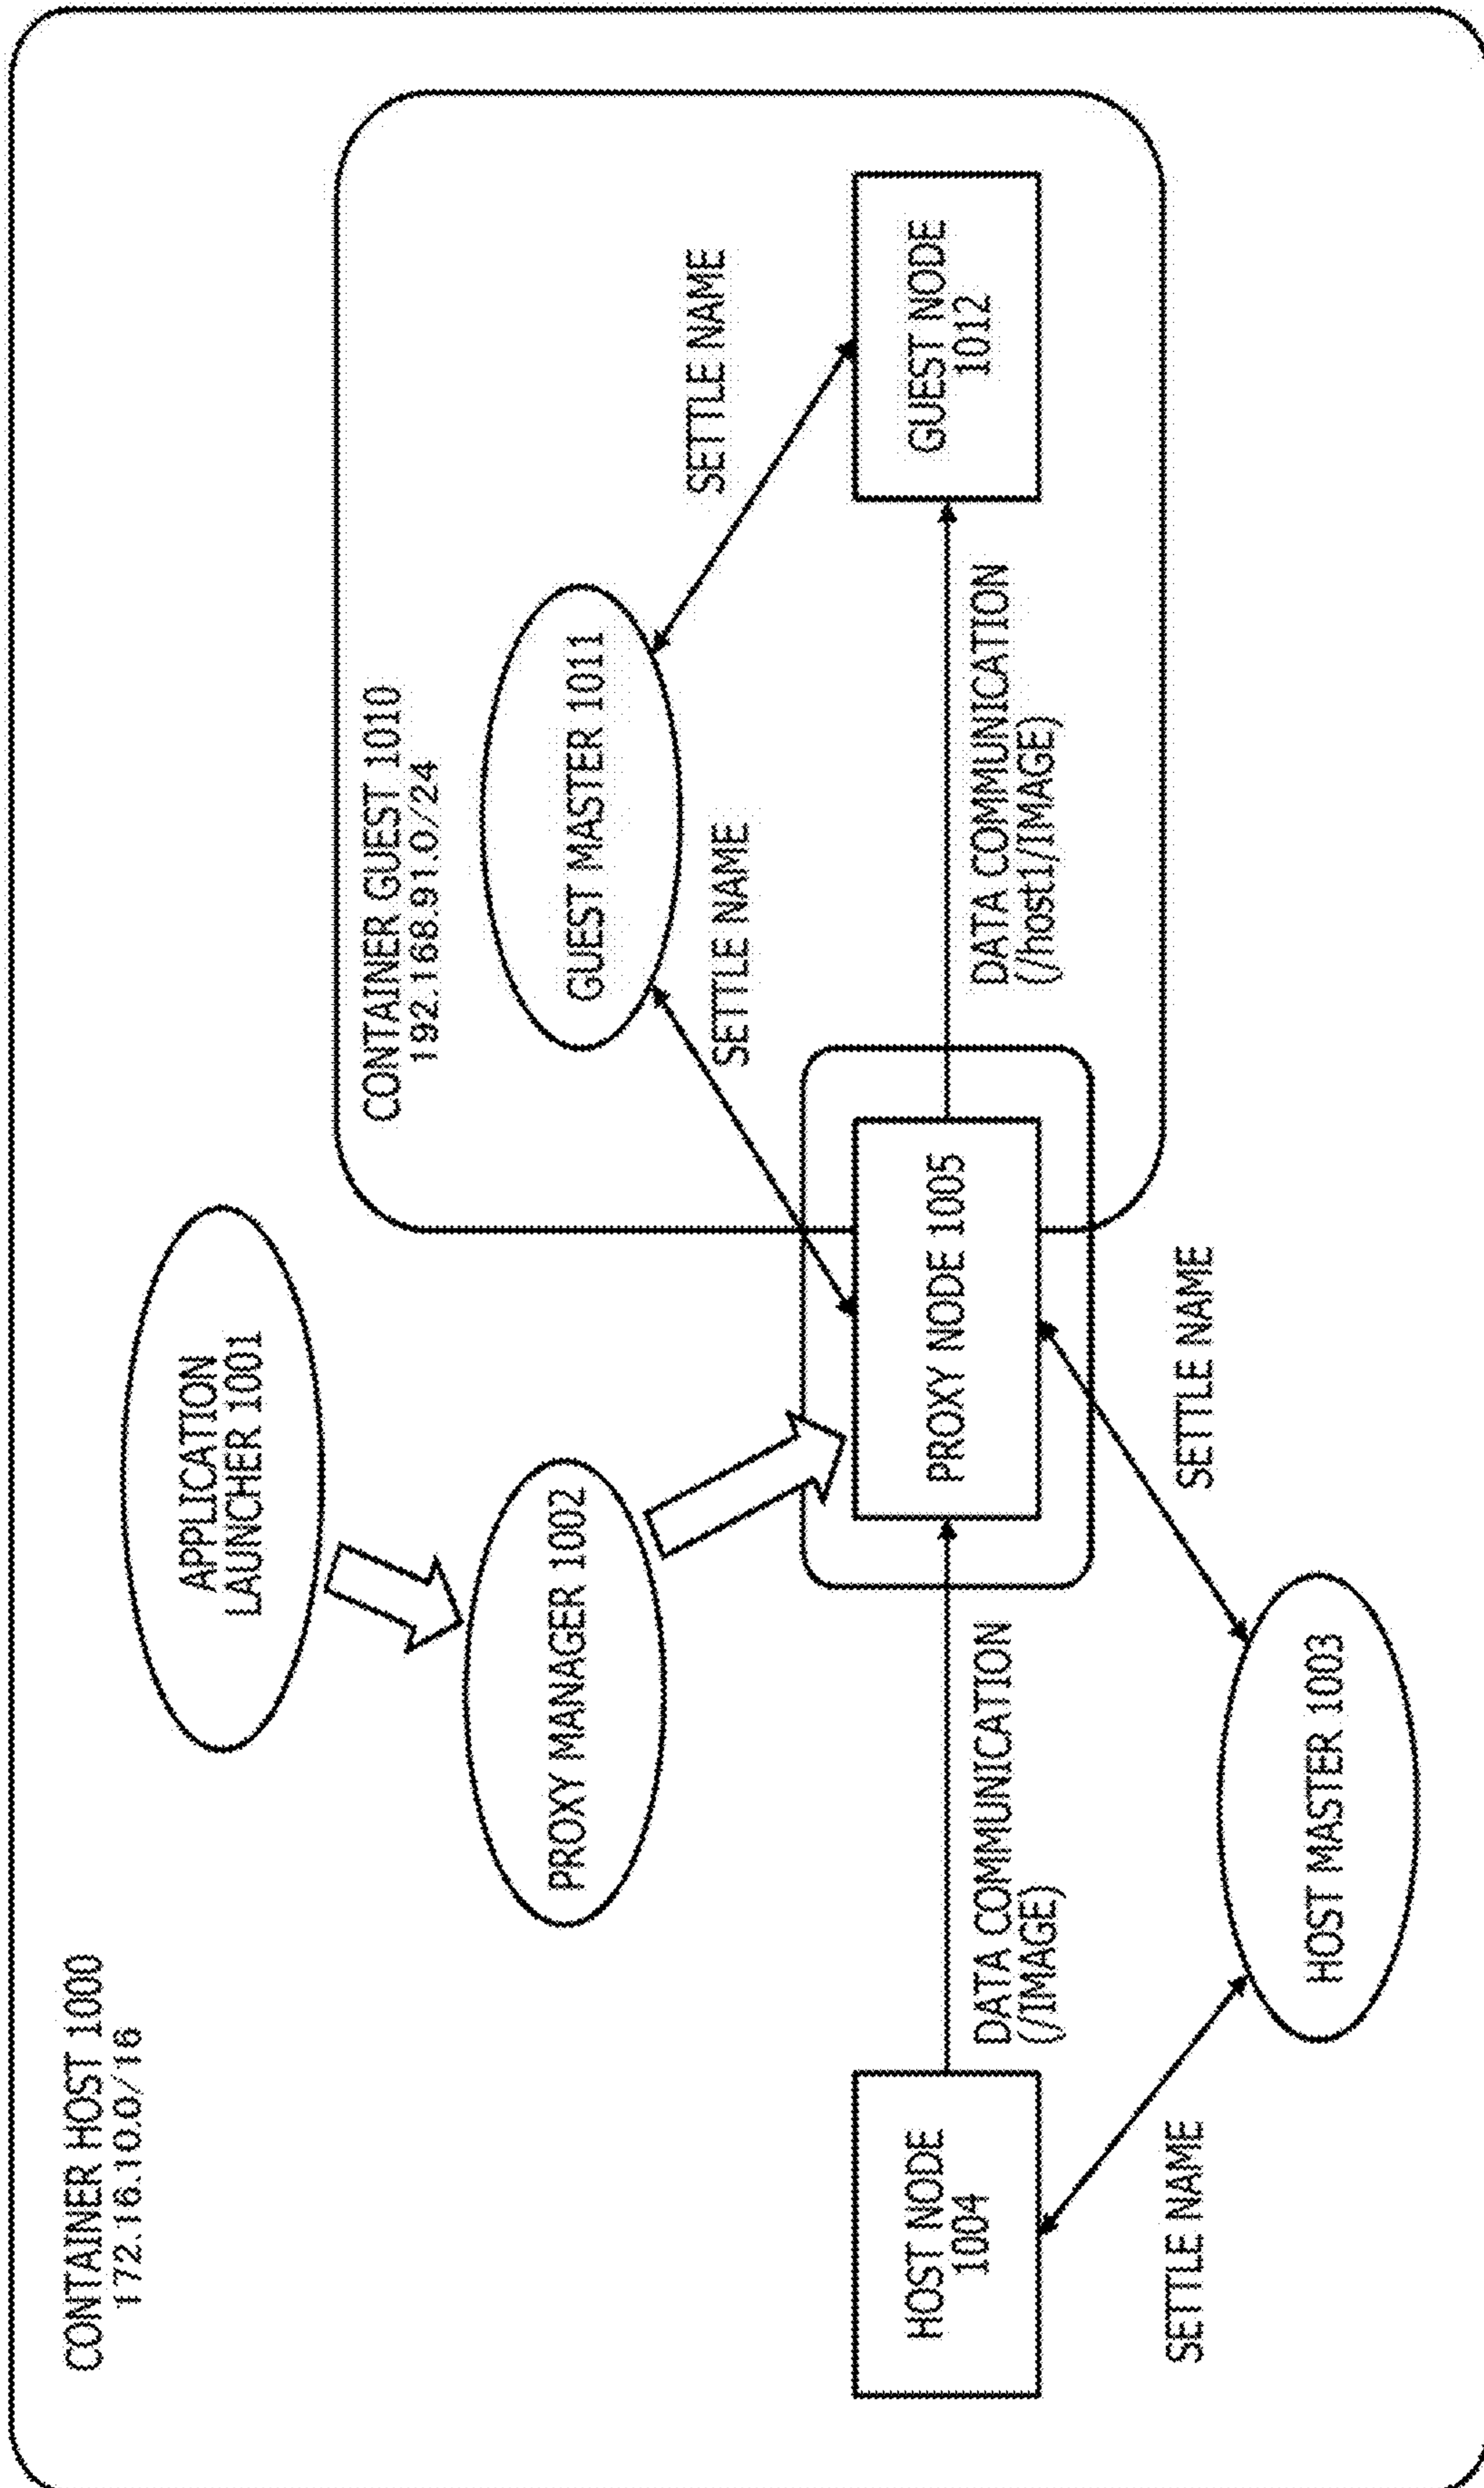 CONTAINER HOST 1000
172.16.10.0/16
APPLICATION
LAUNCHER 1001
PROXY MANAGER 1002
CONTAINER GUEST 1010
192.168.91.0/24
GUEST MASTER 1011
SETTLE NAME
SETTLE NAME
HOST NODE
1004
DATA COMMUNICATION
(/IMAGE)
PROXY NODE 1005
DATA COMMUNICATION
(/host1/IMAGE)
GUEST NODE
1012
SETTLE NAME
HOST MASTER 1003
SETTLE NAME